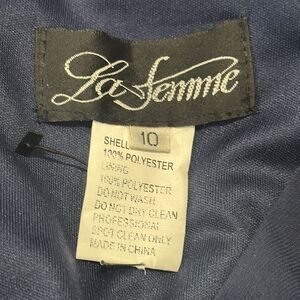 La Femme
10
SHELL
100% POLYESTER
LINING
100% POLYESTER
DO NOT WASH
DO NOT DRY CLEAN
PROFESSIONAL
SPOT CLEAN ONLY
MADE IN CHINA